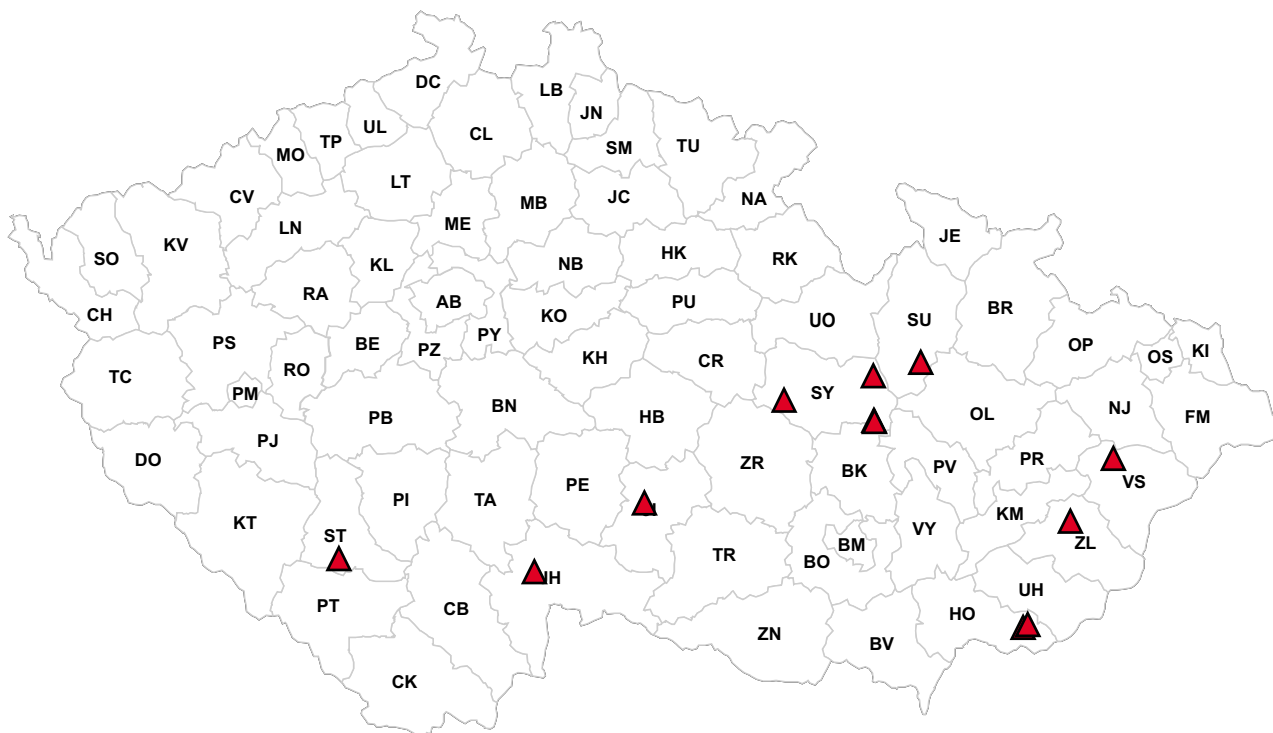 DC
LB
JN
UL
TP
CL
MO
SM
TU
LT
CV
MB
JC
NA
ME
LN
KV
SO
KL
NB
HK
RK
JE
RA
AB
CH
KO
PU
UO
SU
BR
PS
BE
PZ
PY
KH
CR
OP
OS
KI
TC
RO
PM
SY
BN
PB
HB
OL
NJ
FM
PJ
DO
ZR
BK
PV
PR
VS
PE
TA
PI
KT
ST
KM
VY
ZL
BM
BO
TR
UH
PT
CB
HO
ZN
BV
CK